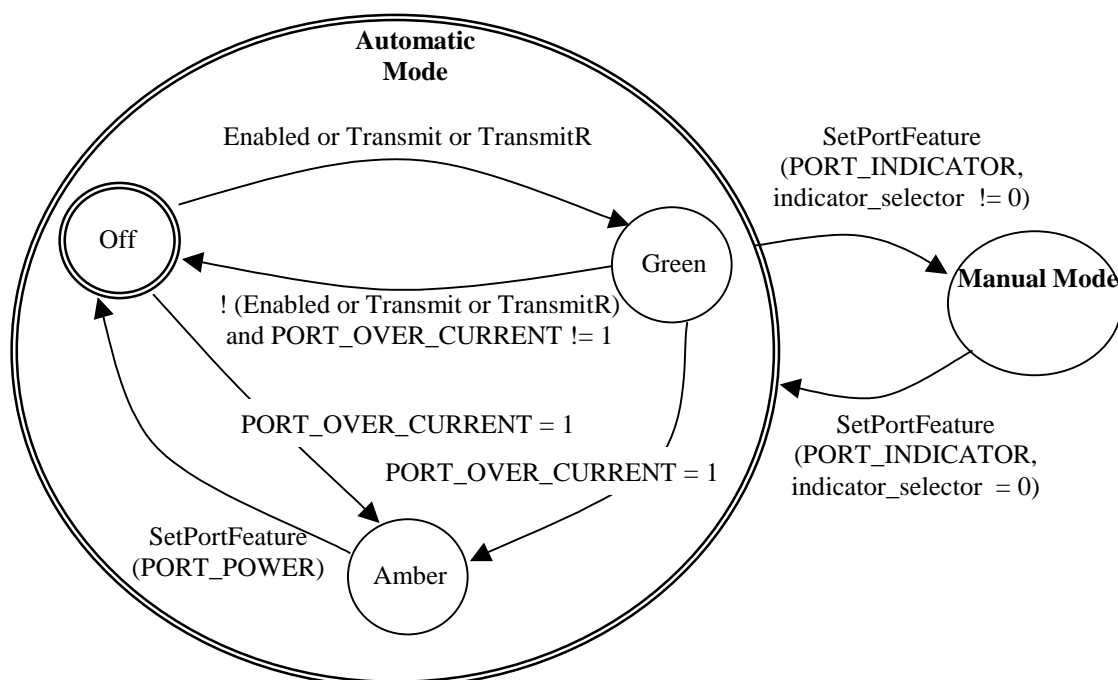 Automatic
Mode
Enabled or Transmit or TransmitR
SetPortFeature
(PORT_INDICATOR,
indicator_selector != 0)
Off
Green
Manual Mode
! (Enabled or Transmit or TransmitR)
and PORT_OVER_CURRENT != 1
PORT_OVER_CURRENT = 1
PORT_OVER_CURRENT = 1
SetPortFeature
(PORT_INDICATOR,
indicator_selector = 0)
SetPortFeature
(PORT_POWER)
Amber